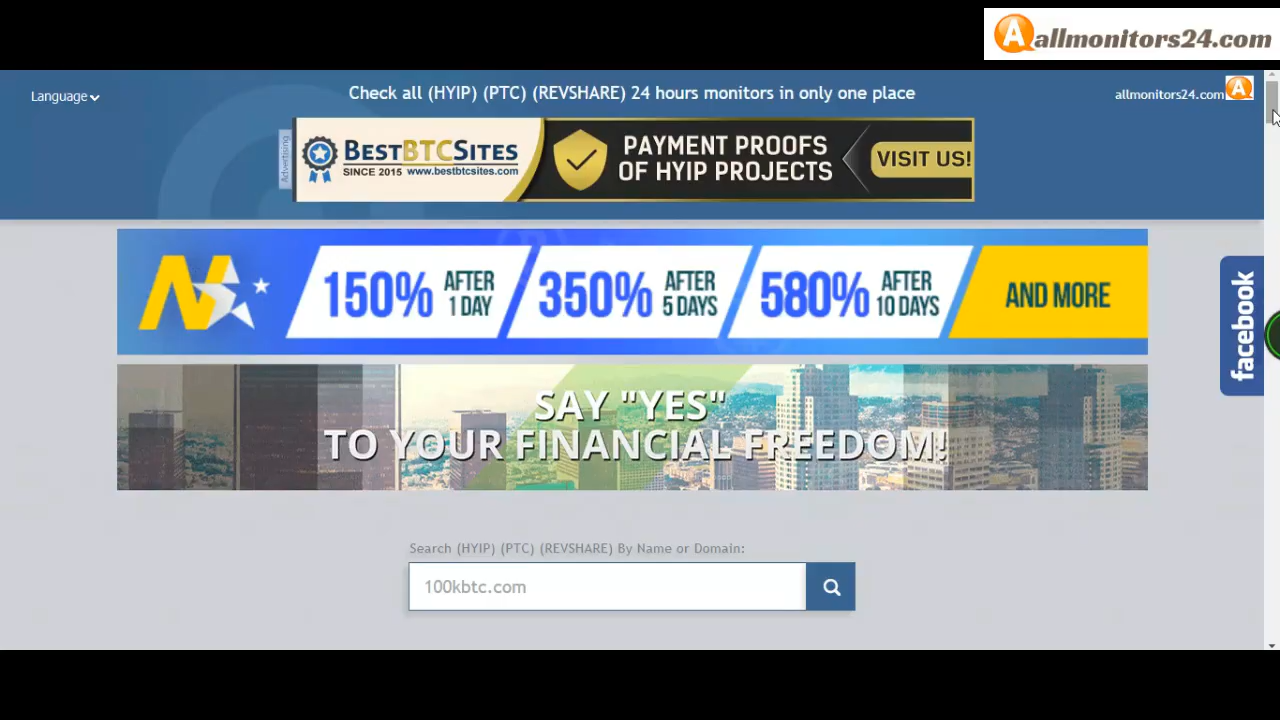 allmonitors24.com
Language
Check all (HYIP) (PTC) (REVSHARE) 24 hours monitors in only one place
allmonitors24.com
Advertising
BESTBTCSITES
SINCE 2015 www.bestbtcsites.com
PAYMENT PROOFS
OF HYIP PROJECTS
VISIT US!
150% AFTER 1 DAY
350% AFTER 5 DAYS
580% AFTER 10 DAYS
AND MORE
facebook
SAY "YES"
TO YOUR FINANCIAL FREEDOM!
Search (HYIP) (PTC) (REVSHARE) By Name or Domain:
100kbtc.com